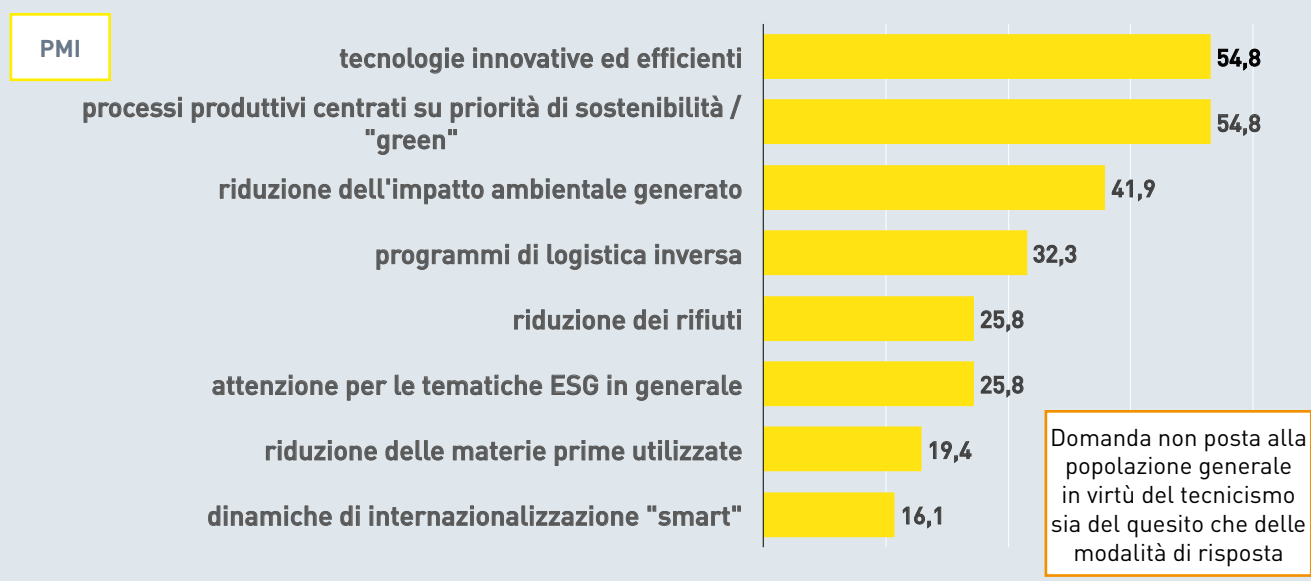 PMI
tecnologie innovative ed efficienti
54,8
processi produttivi centrati su priorità di sostenibilità /
"green"
54,8
riduzione dell'impatto ambientale generato
41,9
programmi di logistica inversa
32,3
riduzione dei rifiuti
25,8
attenzione per le tematiche ESG in generale
25,8
riduzione delle materie prime utilizzate
19,4
dinamiche di internazionalizzazione "smart"
16,1
Domanda non posta alla
popolazione generale
in virtù del tecnicismo
sia del quesito che delle
modalità di risposta